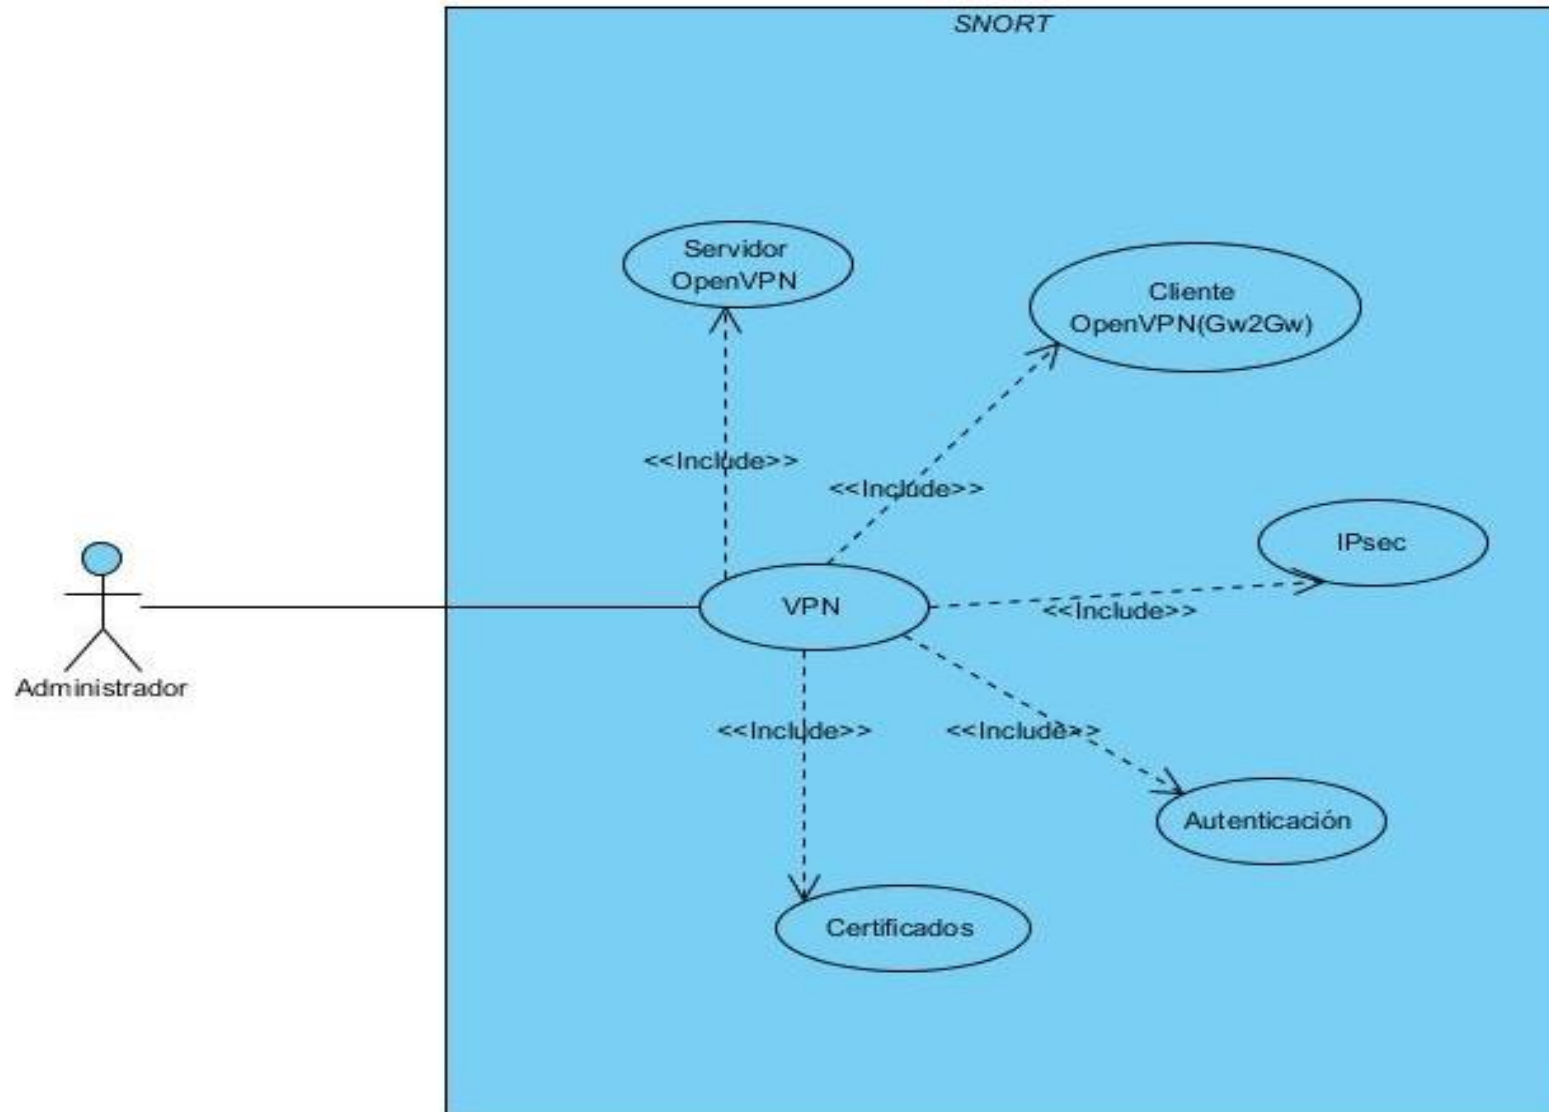 SNORT
Servidor
OpenVPN
Cliente
OpenVPN(Gw2Gw)
<<Include>>
<<Include>>
IPsec
VPN
<<Include>>
Administrador
<<Include>>
<<Include>>
Autenticación
Certificados